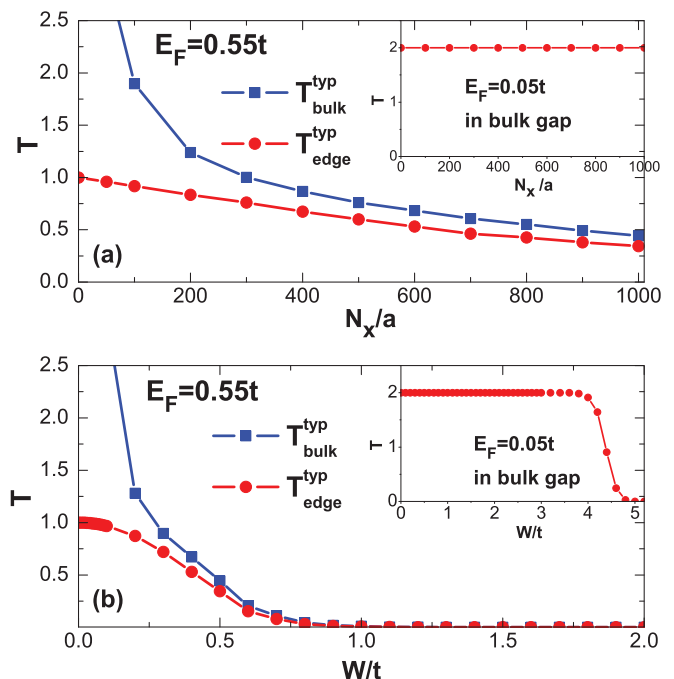 2.5
2.0
1.5
1.0
0.5
0.0
T
E_F=0.55t
T^typ_bulk
T^typ_edge
(a)
0 200 400 600 800 1000
N_x/a
2
1
0
T
E_F=0.05t
in bulk gap
0 200 400 600 800 1000
N_x/a
2.5
2.0
1.5
1.0
0.5
T
E_F=0.55t
T^typ_bulk
T^typ_edge
(b)
0.0 0.5 1.0 1.5 2.0
W/t
2
1
0
T
E_F=0.05t
in bulk gap
0 1 2 3 4 5
W/t